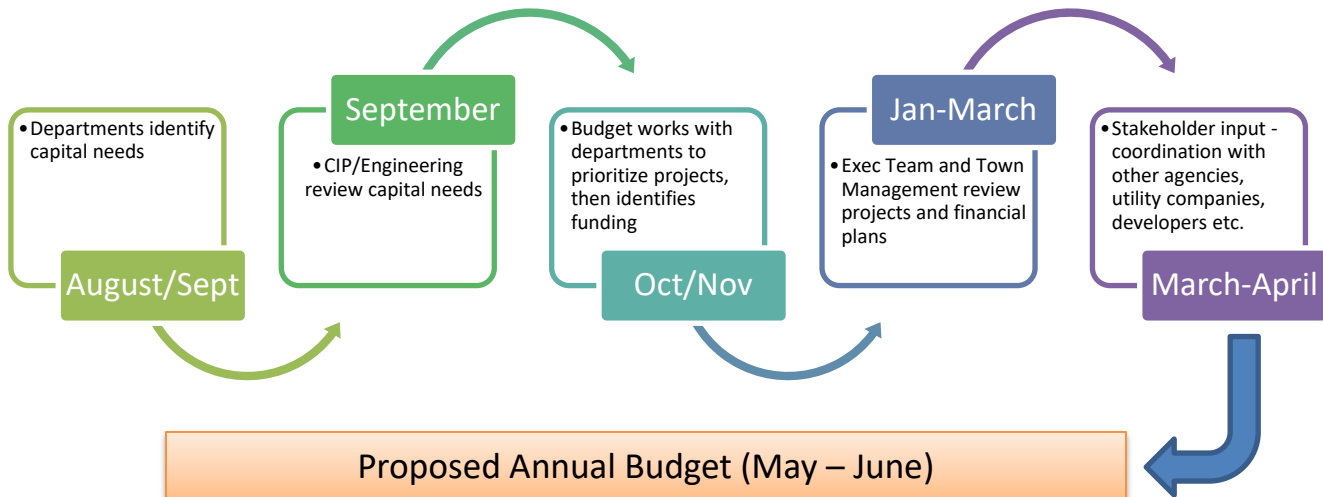 •Departments identify
capital needs
August/Sept
September
•CIP/Engineering
review capital needs
•Budget works with
departments to
prioritize projects,
then identifies
funding
Oct/Nov
Jan-March
•Exec Team and Town
Management review
projects and financial
plans
•Stakeholder input -
coordination with
other agencies,
utility companies,
developers etc.
March-April
Proposed Annual Budget (May – June)